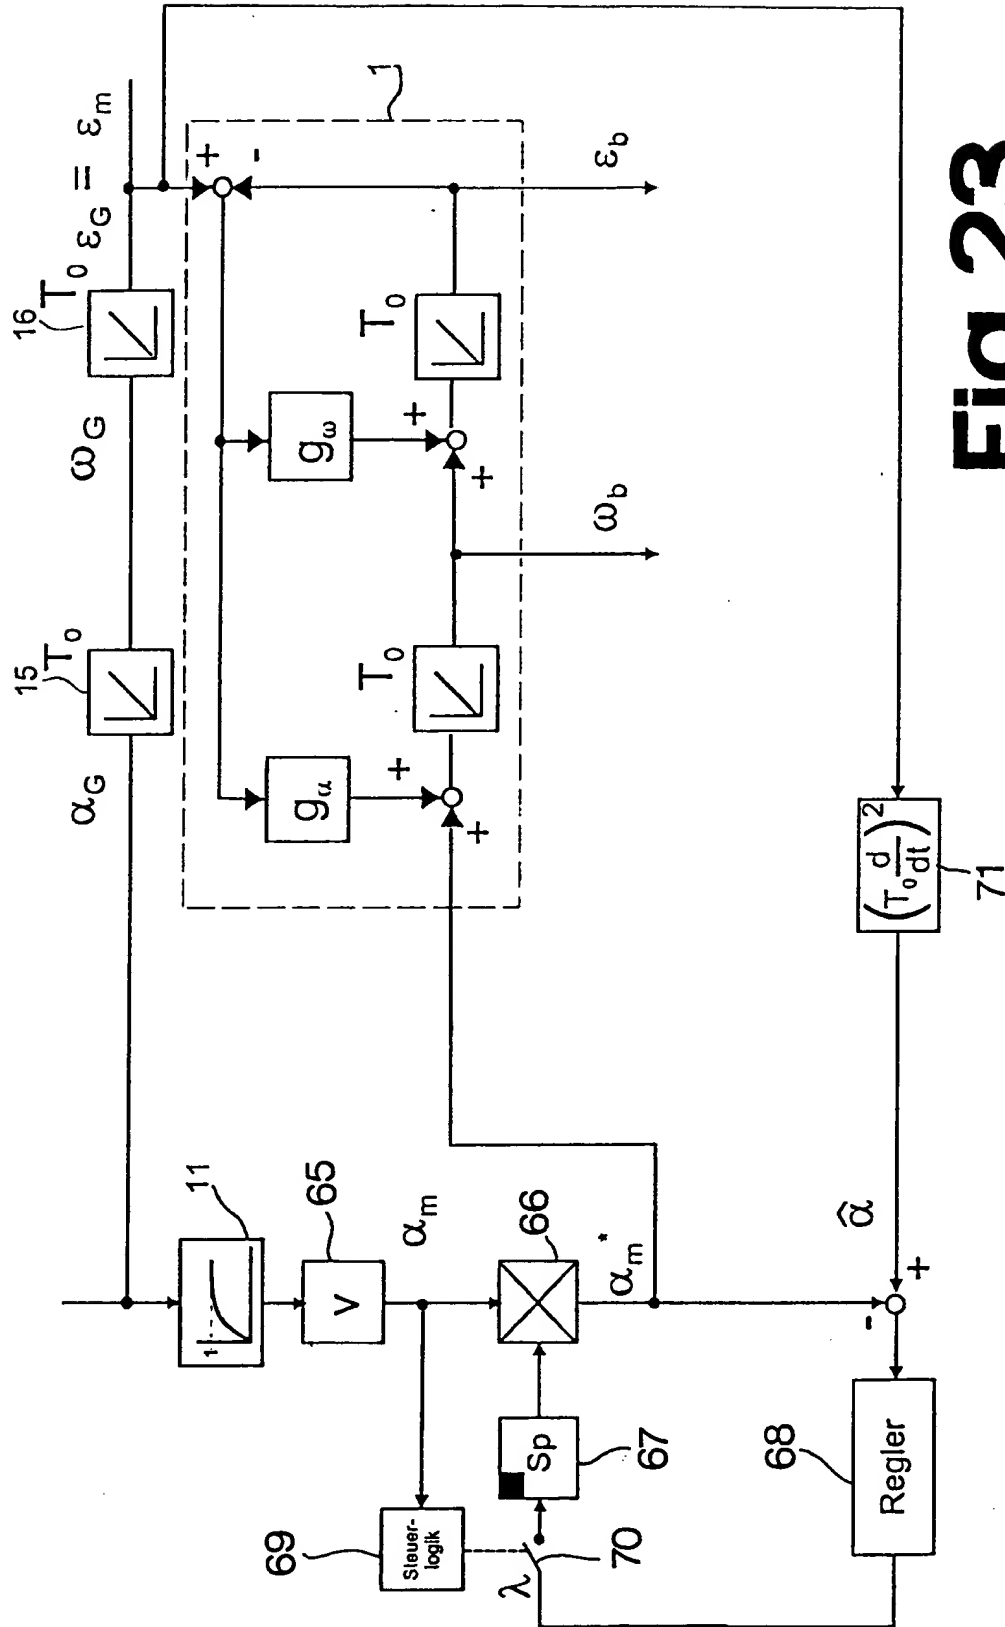 α_G
15
T_0
ω_G
16
T_0
ε_G = ε_m
11
1
65
V
α_m
69
Steuer-
logik
λ
70
Sp
67
66
α_m^*
g_α
+
+
T_0
g_ω
+
+
T_0
+
-
1
ω_b
ε_b
68
Regler
-
+
α̂
(T_0 d/dt)^2
71
Fig 23